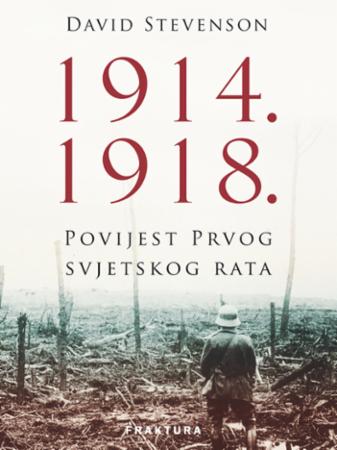 DAVID STEVENSON
1914.
1918.
POVIJEST PRVOG
SVJETSKOG RATA
FRAKTURA